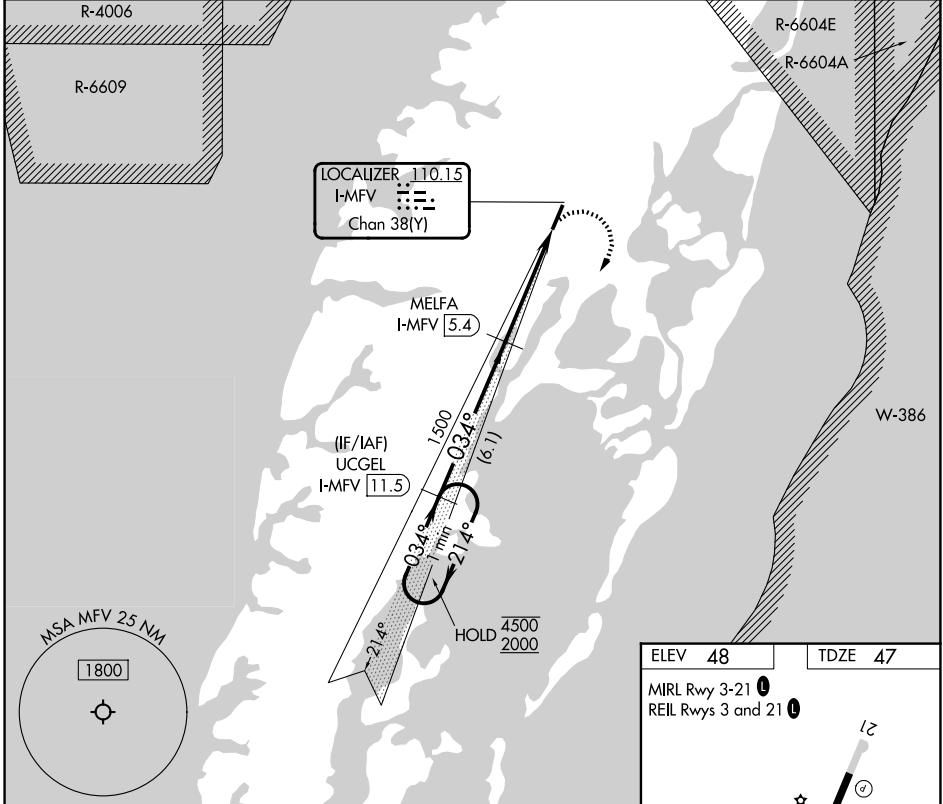 R-4006
R-6604E
R-6604A
R-6609
LOCALIZER 110.15
I-MFV
Chan 38(Y)
MELFA
I-MFV 5.4
1500
034°
(6.1)
W-386
(IF/IAF)
UCGEL
I-MFV 11.5
034°
1 min
214°
HOLD 4500
2000
214°
MSA MFV 25 NM
1800
ELEV 48
TDZE 47
MIRL Rwy 3-21 L
REIL Rwys 3 and 21 L
21
P